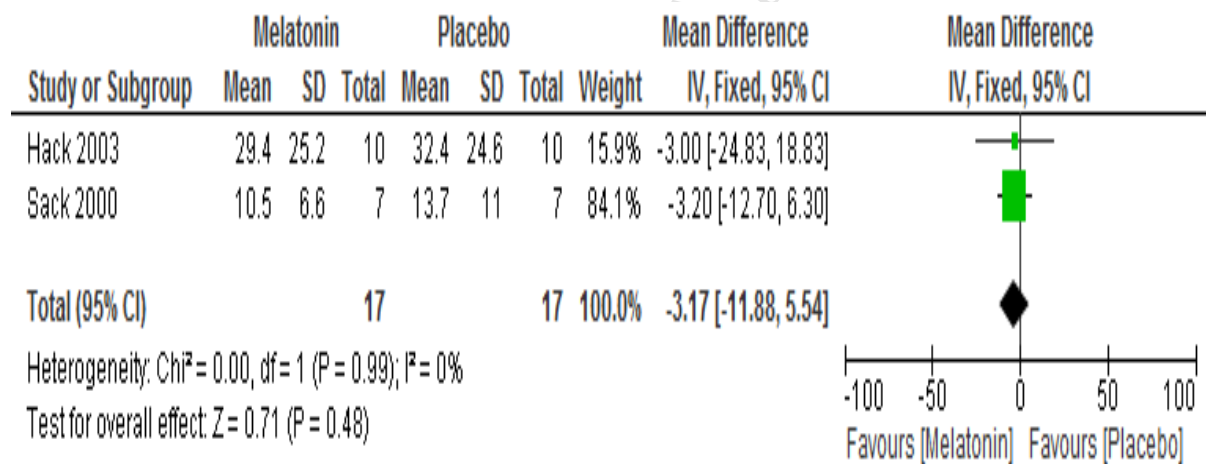 Melatonin Placebo Mean Difference Mean Difference
Study or Subgroup Mean SD Total Mean SD Total Weight IV, Fixed, 95% CI IV, Fixed, 95% CI
Hack 2003 29.4 25.2 10 32.4 24.6 10 15.9% -3.00 [-24.83, 18.83]
Sack 2000 10.5 6.6 7 13.7 11 7 84.1% -3.20 [-12.70, 6.30]
Total (95% CI) 17 17 100.0% -3.17 [-11.88, 5.54]
Heterogeneity: Chi² = 0.00, df = 1 (P = 0.99); I² = 0%
Test for overall effect: Z = 0.71 (P = 0.48)
-100 -50 0 50 100
Favours [Melatonin] Favours [Placebo]